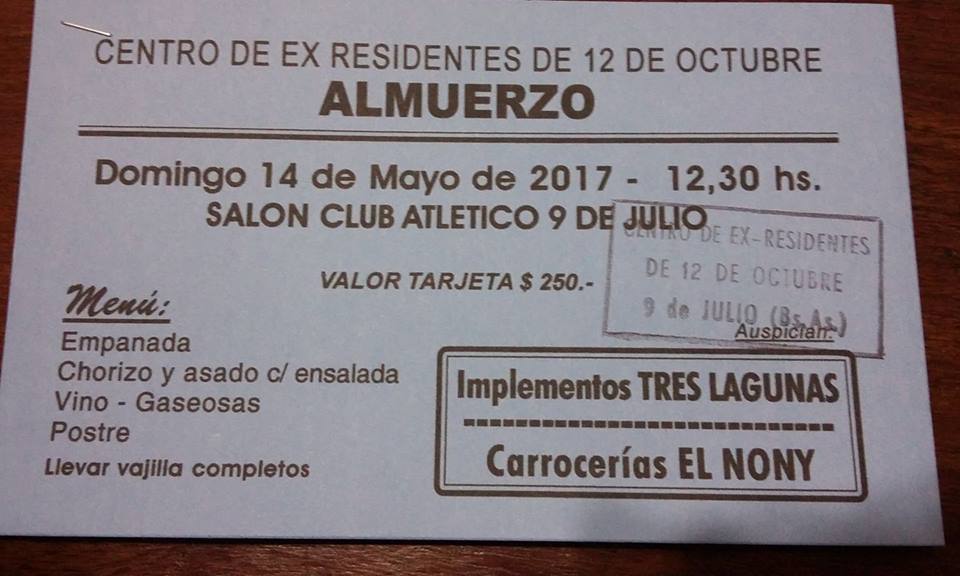 CENTRO DE EX RESIDENTES DE 12 DE OCTUBRE
ALMUERZO
Domingo 14 de Mayo de 2017 - 12,30 hs.
SALON CLUB ATLETICO 9 DE JULIO
CENTRO DE EX-RESIDENTES
DE 12 DE OCTUBRE
9 de JULIO (Bs.As.)
VALOR TARJETA $ 250.-
Menú:
Empanada
Chorizo y asado c/ ensalada
Vino - Gaseosas
Postre
Llevar vajilla completos
Auspician:
Implementos TRES LAGUNAS
Carrocerías EL NONY